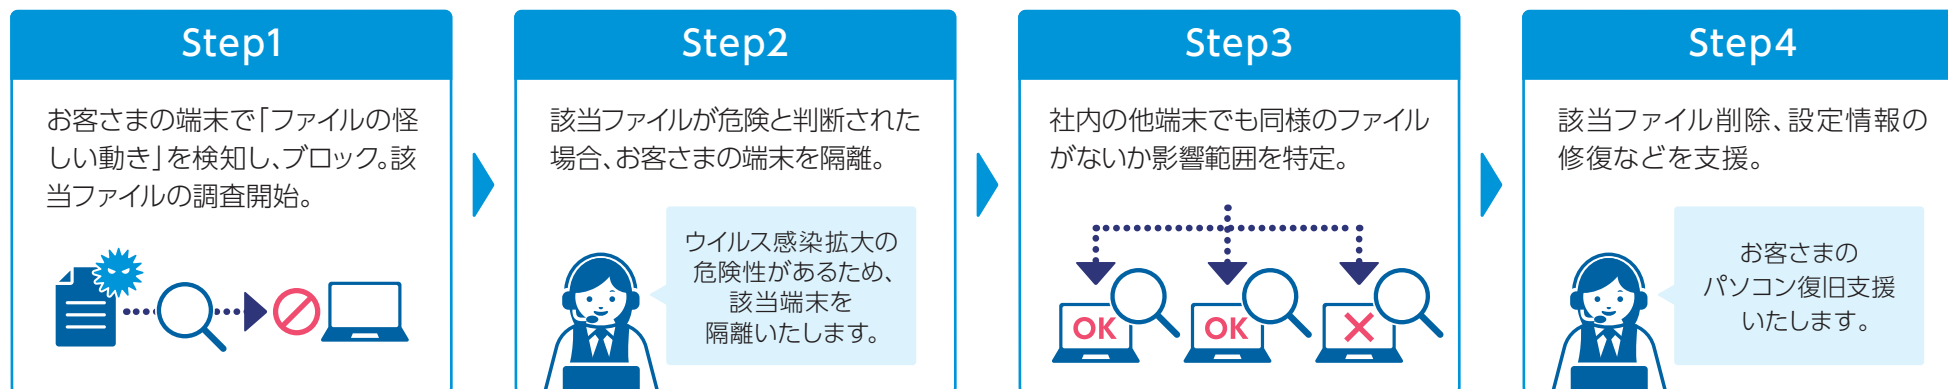 Step1
お客さまの端末で「ファイルの怪
しい動き」を検知し、ブロック。該
当ファイルの調査開始。
Step2
該当ファイルが危険と判断された
場合、お客さまの端末を隔離。
ウイルス感染拡大の
危険性があるため、
該当端末を
隔離いたします。
Step3
社内の他端末でも同様のファイル
がないか影響範囲を特定。
OK
OK
Step4
該当ファイル削除、設定情報の
修復などを支援。
お客さまの
パソコン復旧支援
いたします。